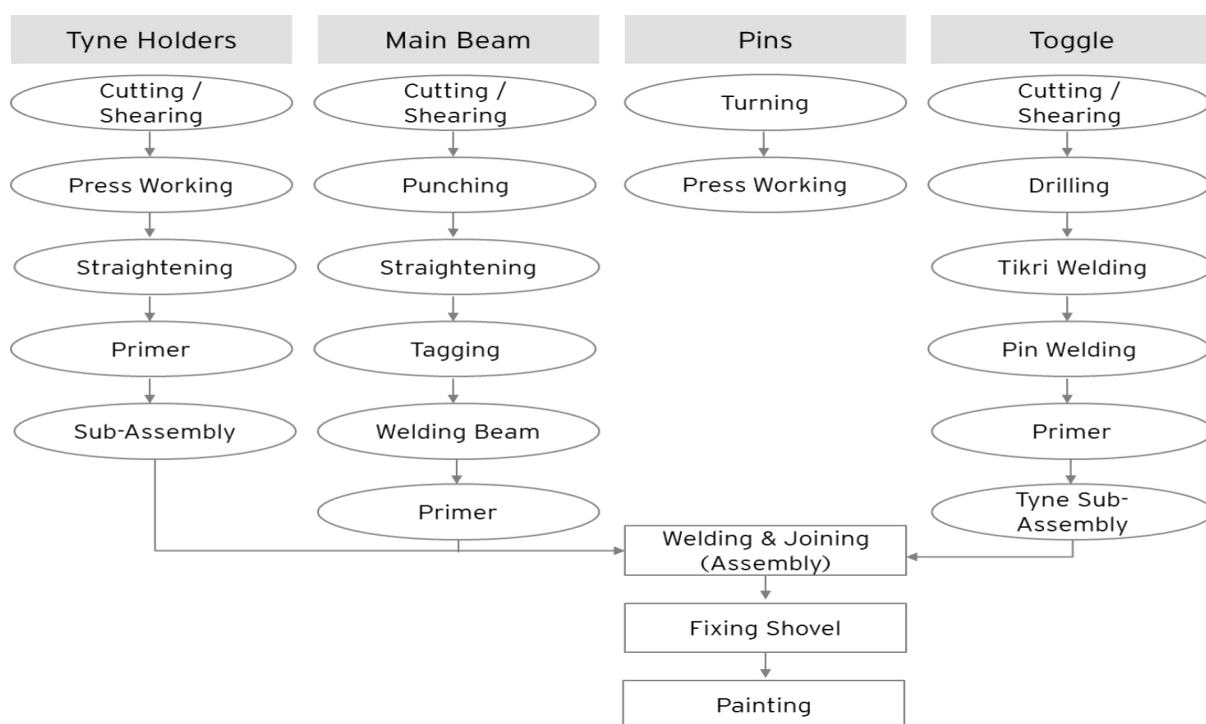 Tyne Holders
Main Beam
Pins
Toggle
Cutting /
Shearing
Cutting /
Shearing
Turning
Cutting /
Shearing
Press Working
Punching
Press Working
Drilling
Straightening
Straightening
Tikri Welding
Primer
Tagging
Pin Welding
Sub-Assembly
Welding Beam
Primer
Primer
Tyne Sub-
Assembly
Welding & Joining
(Assembly)
Fixing Shovel
Painting